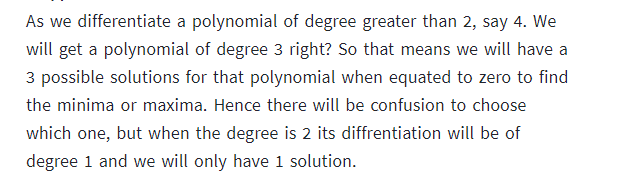 As we differentiate a polynomial of degree greater than 2, say 4. We
will get a polynomial of degree 3 right? So that means we will have a
3 possible solutions for that polynomial when equated to zero to find
the minima or maxima. Hence there will be confusion to choose
which one, but when the degree is 2 its diffrentiation will be of
degree 1 and we will only have 1 solution.